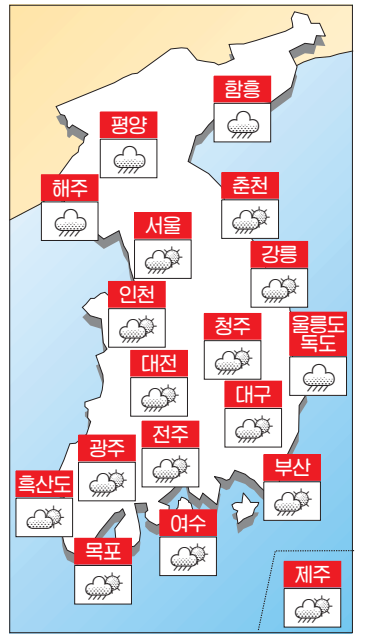 함흥
평양
해주
춘천
서울
강릉
인천
청주
울릉도
독도
대전
대구
전주
광주
부산
흑산도
여수
목포
제주